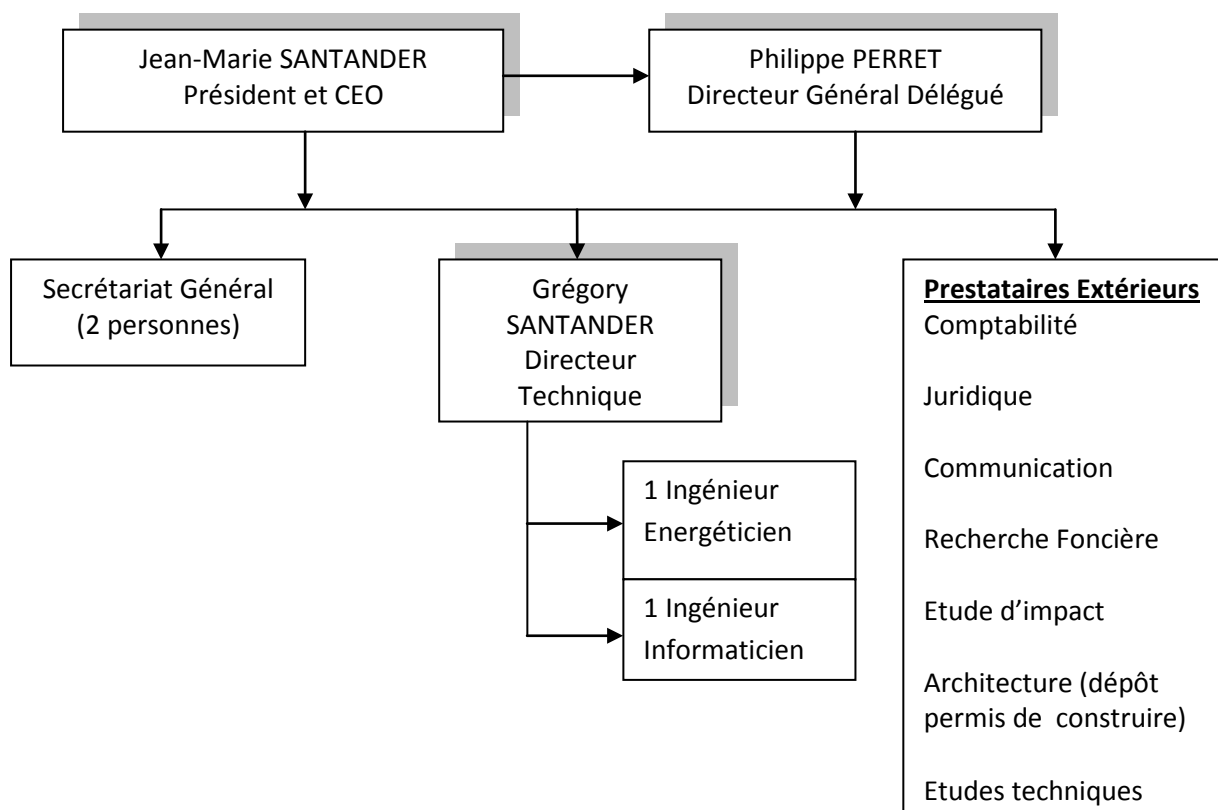 Jean-Marie SANTANDER
Président et CEO
Philippe PERRET
Directeur Général Délégué
Secrétariat Général
(2 personnes)
Grégory
SANTANDER
Directeur
Technique
1 Ingénieur
Energéticien
1 Ingénieur
Informaticien
Prestataires Extérieurs
Comptabilité
Juridique
Communication
Recherche Foncière
Etude d’impact
Architecture (dépôt
permis de construire)
Etudes techniques